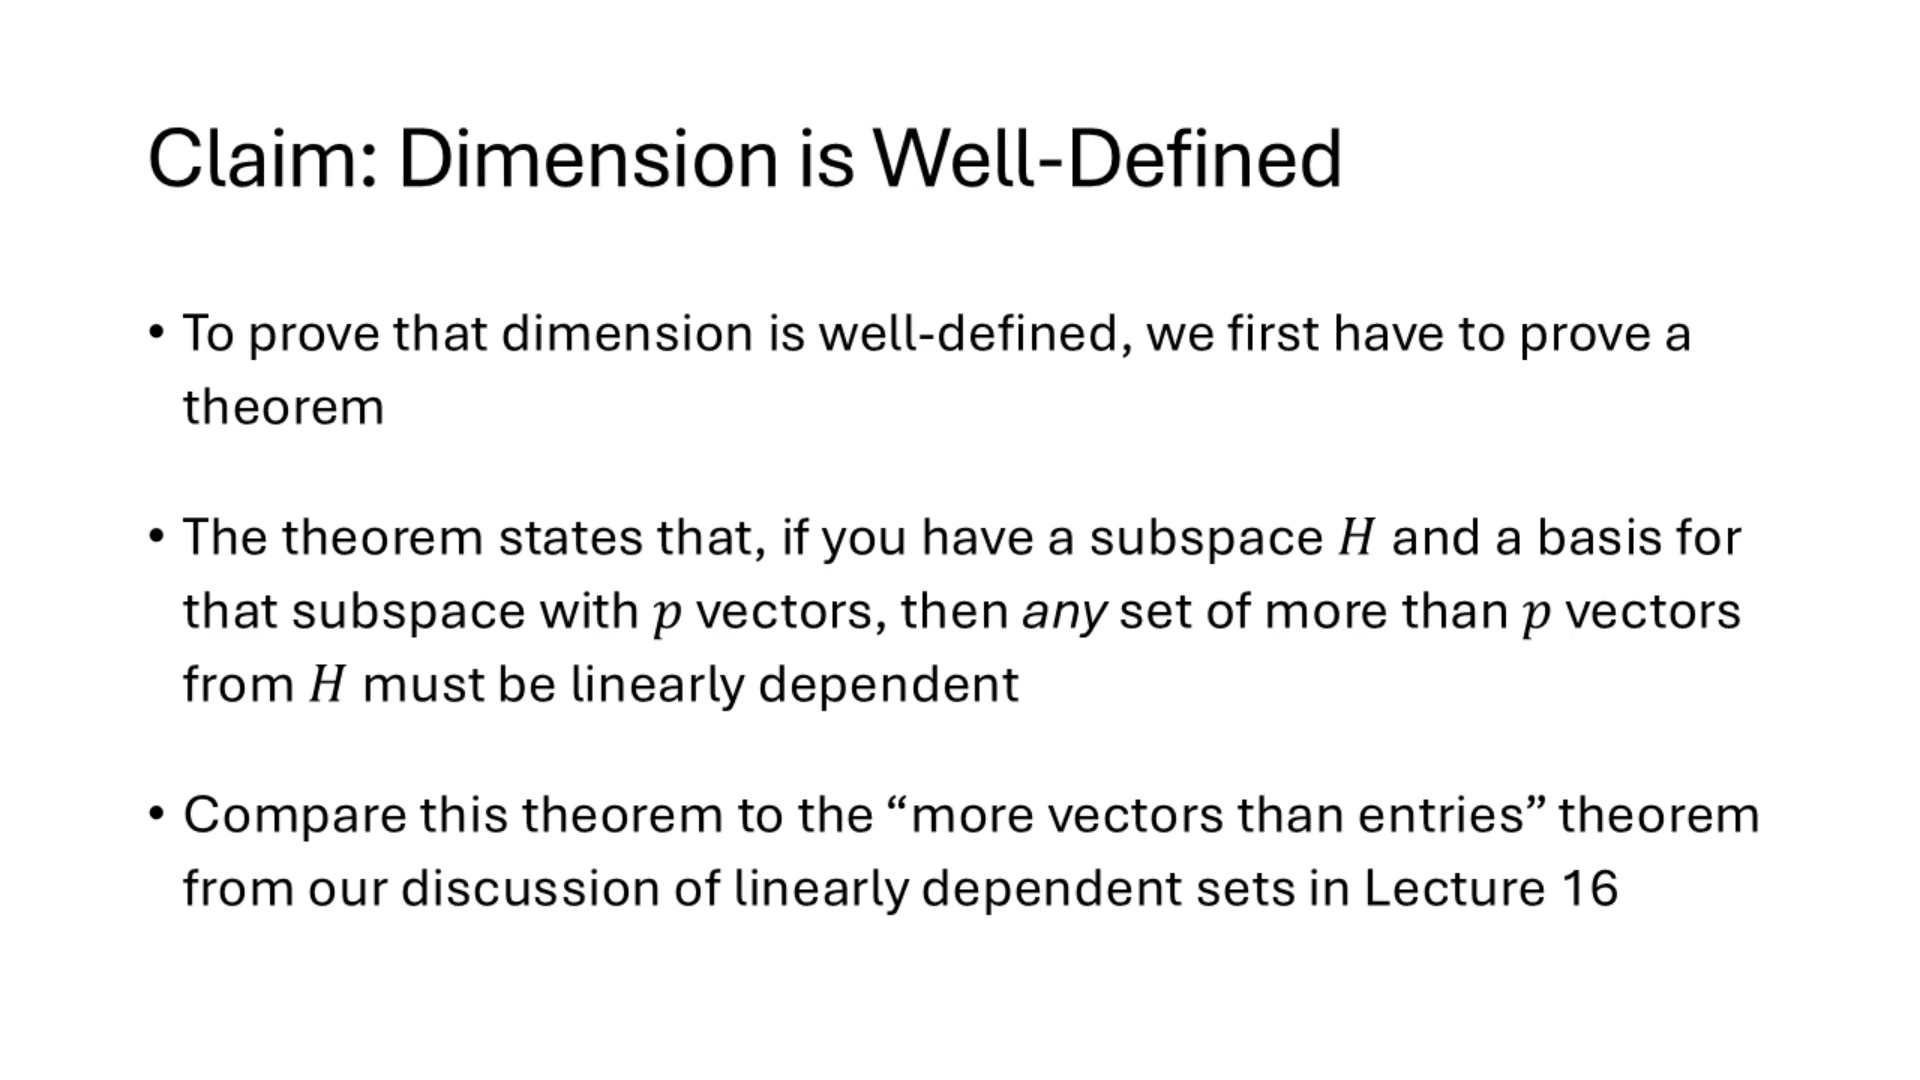 Claim: Dimension is Well-Defined
• To prove that dimension is well-defined, we first have to prove a
theorem
• The theorem states that, if you have a subspace H and a basis for
that subspace with p vectors, then any set of more than p vectors
from H must be linearly dependent
• Compare this theorem to the “more vectors than entries” theorem
from our discussion of linearly dependent sets in Lecture 16